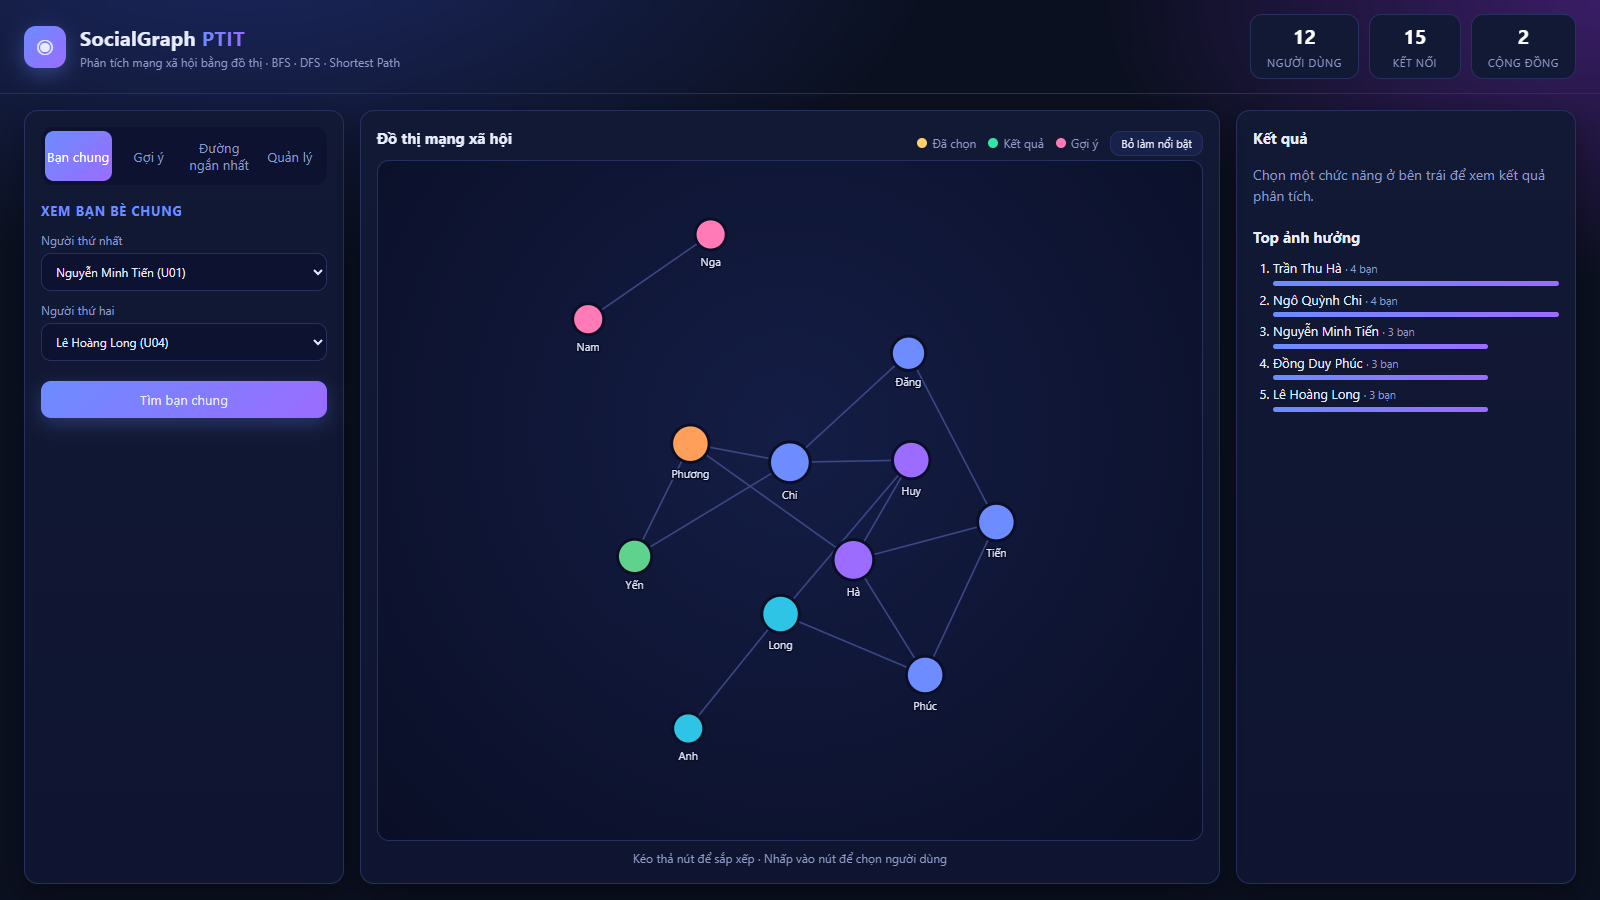 SocialGraph PTIT
Phân tích mạng xã hội bằng đồ thị · BFS · DFS · Shortest Path
12
NGƯỜI DÙNG
15
KẾT NỐI
2
CỘNG ĐỒNG
Bạn chung
Gợi ý
Đường
ngắn nhất
Quản lý
XEM BẠN BÈ CHUNG
Người thứ nhất
Nguyễn Minh Tiến (U01)
Người thứ hai
Lê Hoàng Long (U04)
Tìm bạn chung
Đồ thị mạng xã hội
Đã chọn
Kết quả
Gợi ý
Bỏ làm nổi bật
Nga
Nam
Đăng
Phương
Chi
Huy
Tiến
Yến
Hà
Long
Phúc
Anh
Kéo thả nút để sắp xếp · Nhấp vào nút để chọn người dùng
Kết quả
Chọn một chức năng ở bên trái để xem kết quả
phân tích.
Top ảnh hưởng
1. Trần Thu Hà · 4 bạn
2. Ngô Quỳnh Chi · 4 bạn
3. Nguyễn Minh Tiến · 3 bạn
4. Đồng Duy Phúc · 3 bạn
5. Lê Hoàng Long · 3 bạn